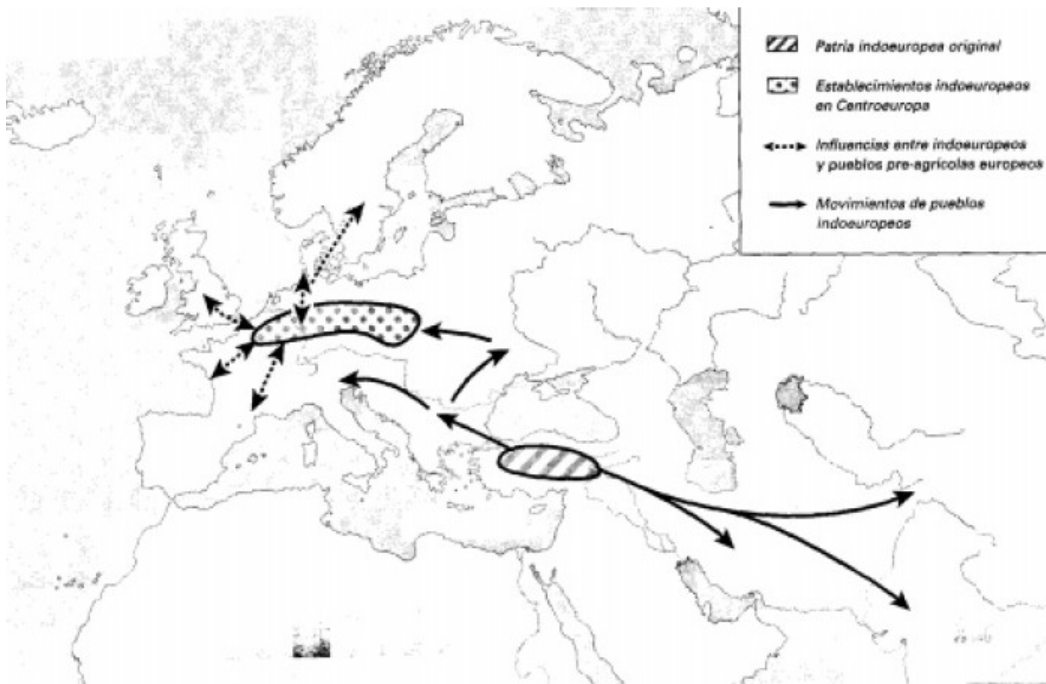 Patria indoeuropea original
Establecimientos indoeuropeos
en Centroeuropa
Influencias entre indoeuropeos
y pueblos pre-agrícolas europeos
Movimientos de pueblos
indoeuropeos